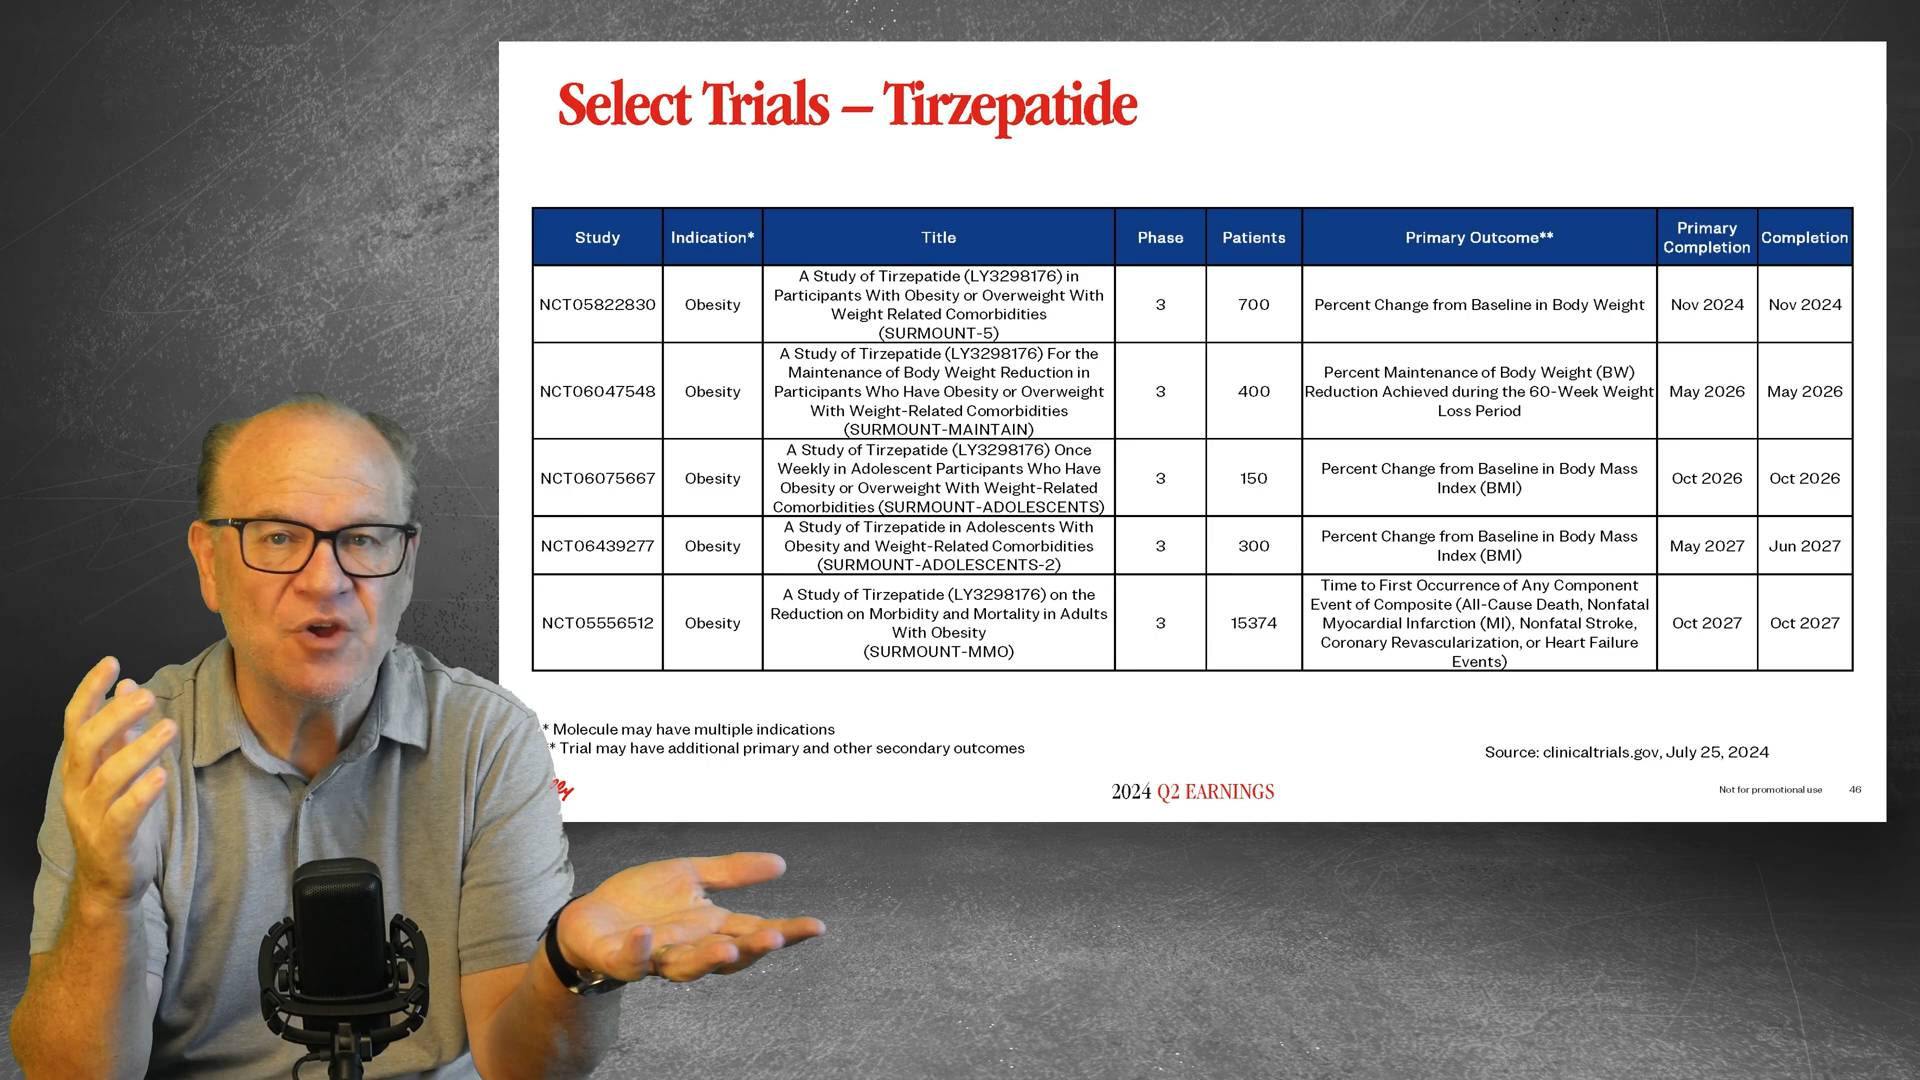 Select Trials – Tirzepatide
Study
Indication*
Title
Phase
Patients
Primary Outcome**
Primary
Completion
Completion
NCT05822830
Obesity
A Study of Tirzepatide (LY3298176) in
Participants With Obesity or Overweight With
Weight Related Comorbidities
(SURMOUNT-5)
3
700
Percent Change from Baseline in Body Weight
Nov 2024
Nov 2024
NCT06047548
Obesity
A Study of Tirzepatide (LY3298176) For the
Maintenance of Body Weight Reduction in
Participants Who Have Obesity or Overweight
With Weight-Related Comorbidities
(SURMOUNT-MAINTAIN)
3
400
Percent Maintenance of Body Weight (BW)
Reduction Achieved during the 60-Week Weight
Loss Period
May 2026
May 2026
NCT06075667
Obesity
A Study of Tirzepatide (LY3298176) Once
Weekly in Adolescent Participants Who Have
Obesity or Overweight With Weight-Related
Comorbidities (SURMOUNT-ADOLESCENTS)
3
150
Percent Change from Baseline in Body Mass
Index (BMI)
Oct 2026
Oct 2026
NCT06439277
Obesity
A Study of Tirzepatide in Adolescents With
Obesity and Weight-Related Comorbidities
(SURMOUNT-ADOLESCENTS-2)
3
300
Percent Change from Baseline in Body Mass
Index (BMI)
May 2027
Jun 2027
NCT05556512
Obesity
A Study of Tirzepatide (LY3298176) on the
Reduction on Morbidity and Mortality in Adults
With Obesity
(SURMOUNT-MMO)
3
15374
Time to First Occurrence of Any Component
Event of Composite (All-Cause Death, Nonfatal
Myocardial Infarction (MI), Nonfatal Stroke,
Coronary Revascularization, or Heart Failure
Events)
Oct 2027
Oct 2027
* Molecule may have multiple indications
* Trial may have additional primary and other secondary outcomes
Source: clinicaltrials.gov, July 25, 2024
2024 Q2 EARNINGS
Not for promotional use 46